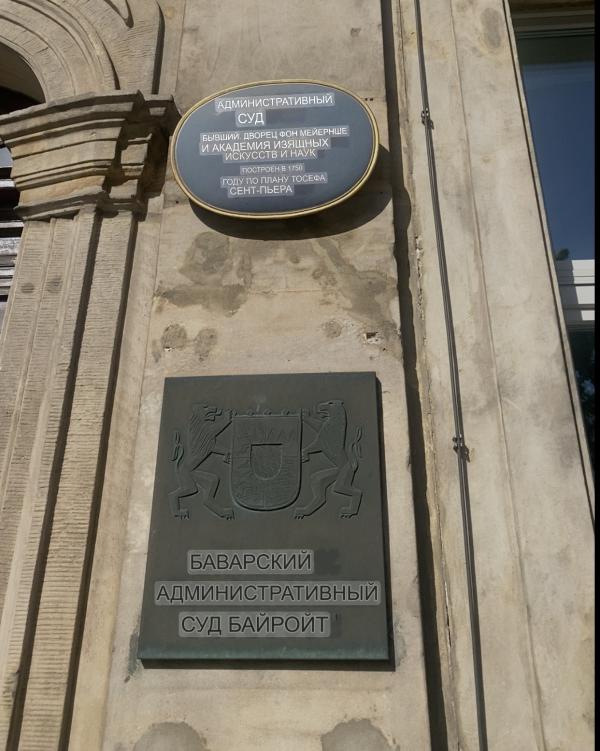 АДМИНИСТРАТИВНЫЙ
СУД
БЫВШИЙ. ДВОРЕЦ ФОН МЕЙЕРНШЕ
И АКАДЕМИЯ ИЗЯЩНЫХ
ИСКУССТВ И НАУК
ПОСТРОЕН В 1750
ГОДУ ПО ПЛАНУ ТОСЕФА
СЕНТ-ПЬЕРА
БАВАРСКИЙ
АДМИНИСТРАТИВНЫЙ
СУД БАЙРОЙТ